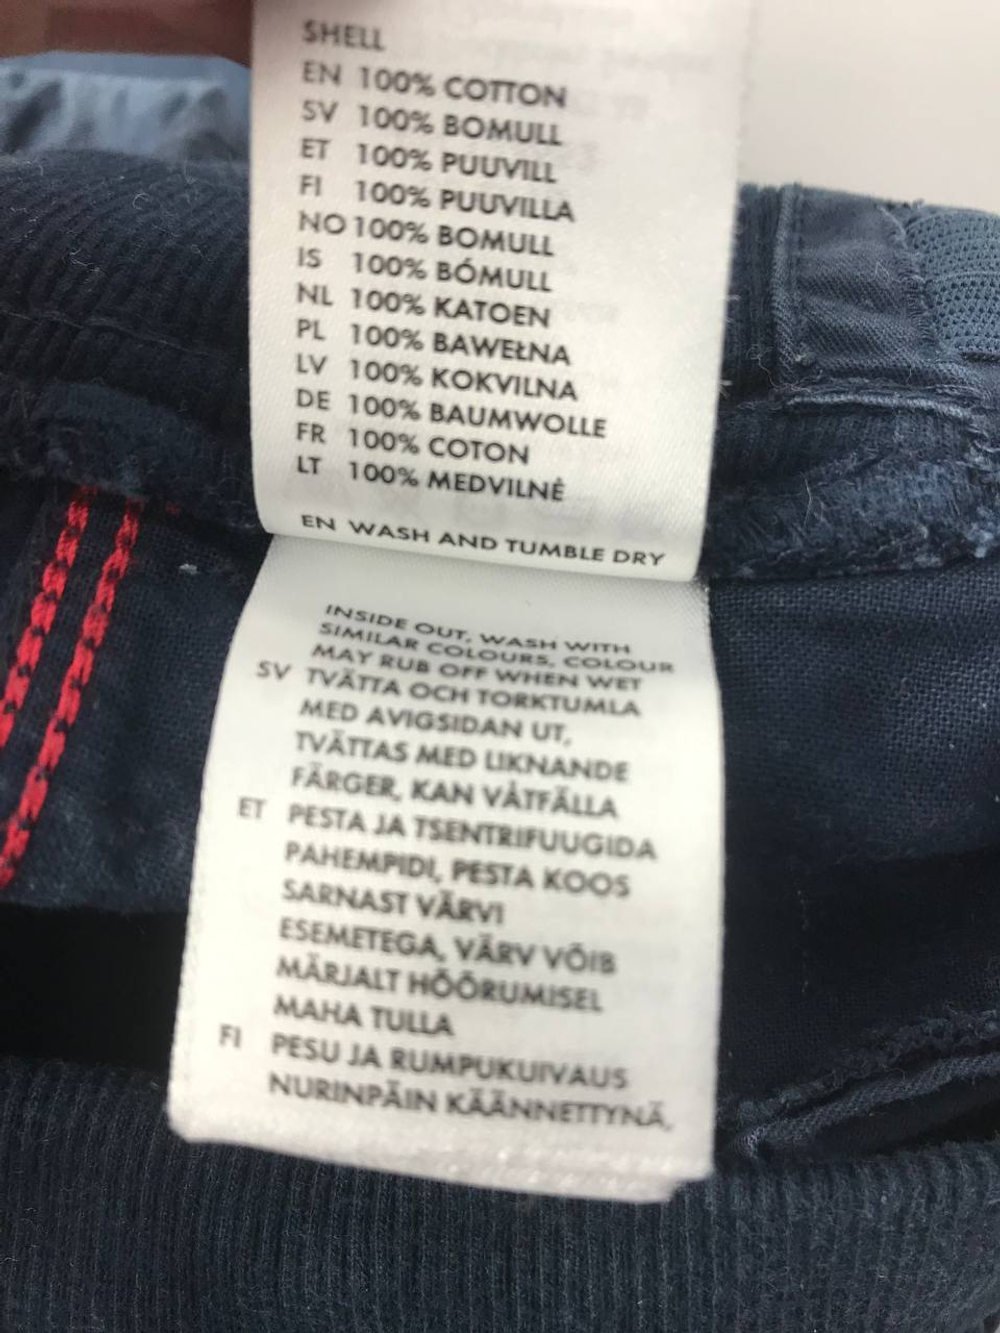 SHELL
EN 100% COTTON
SV 100% BOMULL
ET 100% PUUVILL
FI 100% PUUVILLA
NO 100% BOMULL
IS 100% BÓMULL
NL 100% KATOEN
PL 100% BAWEŁNA
LV 100% KOKVILNA
DE 100% BAUMWOLLE
FR 100% COTON
LT 100% MEDVILNĖ
EN WASH AND TUMBLE DRY
INSIDE OUT, WASH WITH
SIMILAR COLOURS, COLOUR
MAY RUB OFF WHEN WET
SV TVÄTTA OCH TORKTUMLA
MED AVIGSIDAN UT,
TVÄTTAS MED LIKNANDE
FÄRGER, KAN VÅTFÄLLA
ET PESTA JA TSENTRIFUUGIDA
PAHEMPIDI, PESTA KOOS
SARNAST VÄRVI
ESEMETEGA, VÄRV VÕIB
MÄRJALT HÕÕRUMISEL
MAHA TULLA
FI PESU JA RUMPUKUIVAUS
NURINPÄIN KÄÄNNETTYNÄ,